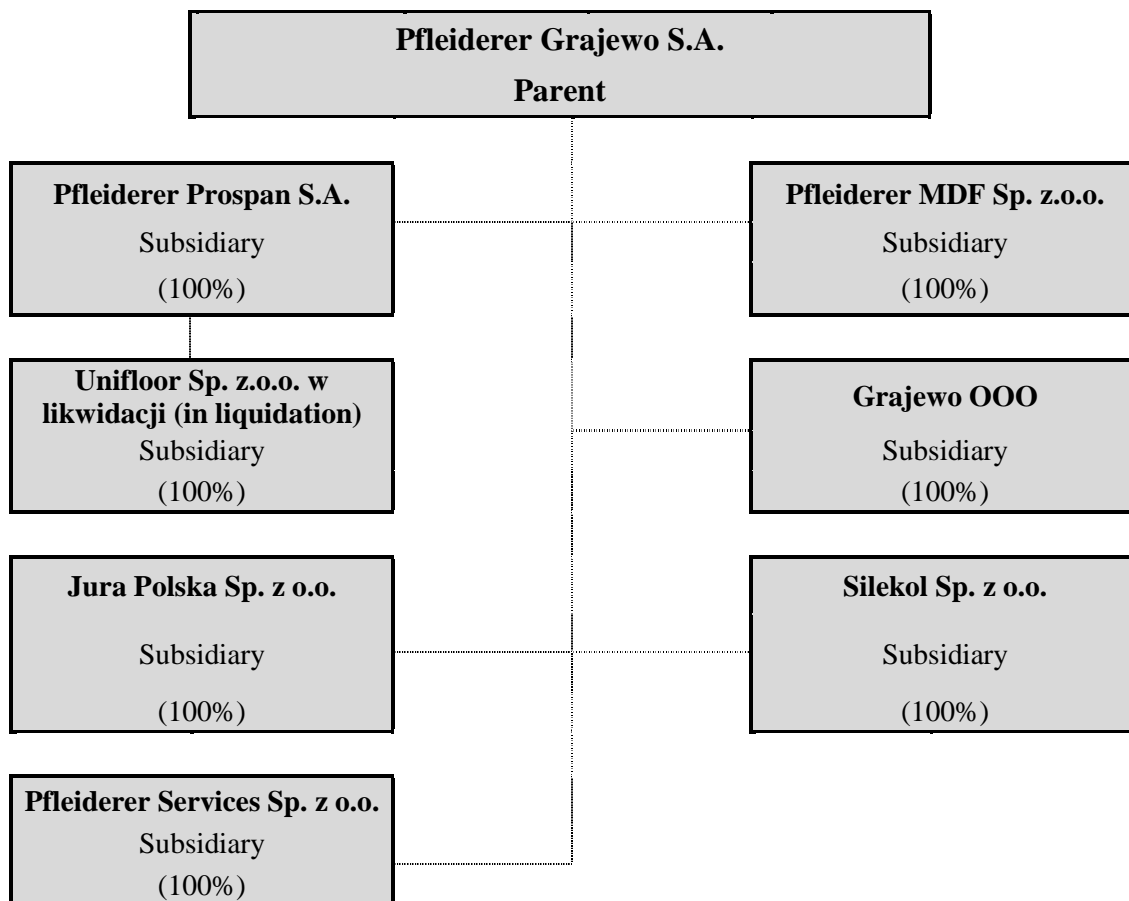 Pfleiderer Grajewo S.A.
Parent
Pfleiderer Prospan S.A.
Subsidiary
(100%)
Pfleiderer MDF Sp. z.o.o.
Subsidiary
(100%)
Unifloor Sp. z.o.o. w
likwidacji (in liquidation)
Subsidiary
(100%)
Grajewo OOO
Subsidiary
(100%)
Jura Polska Sp. z o.o.
Subsidiary
(100%)
Silekol Sp. z o.o.
Subsidiary
(100%)
Pfleiderer Services Sp. z o.o.
Subsidiary
(100%)